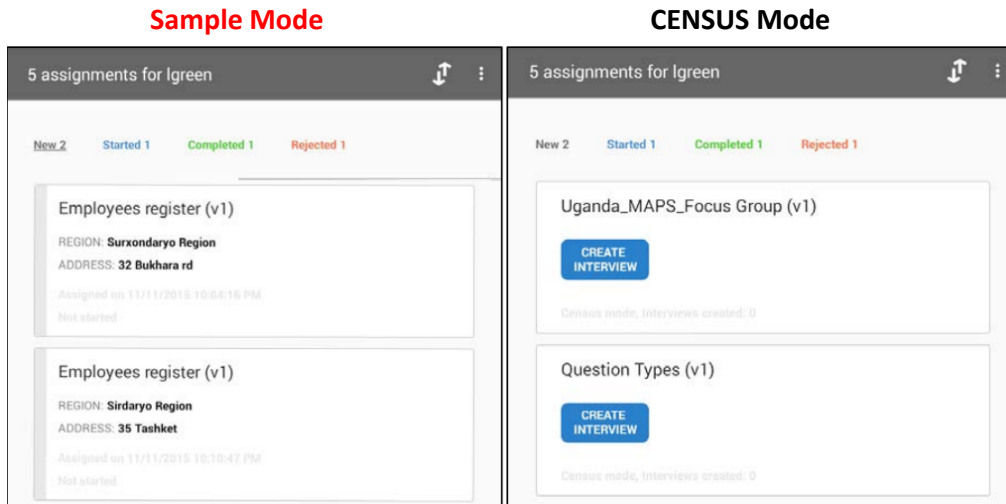 Sample Mode
5 assignments for lgreen
New 2 Started 1 Completed 1 Rejected 1
Employees register (v1)
REGION: Surxondaryo Region
ADDRESS: 32 Bukhara rd
Assigned on 11/11/2015 10:04:16 PM
Not started
Employees register (v1)
REGION: Sirdaryo Region
ADDRESS: 35 Tashket
Assigned on 11/11/2015 10:10:47 PM
Not started
CENSUS Mode
5 assignments for lgreen
New 2 Started 1 Completed 1 Rejected 1
Uganda_MAPS_Focus Group (v1)
CREATE
INTERVIEW
Census mode, Interviews created: 0
Question Types (v1)
CREATE
INTERVIEW
Census mode, Interviews created: 0